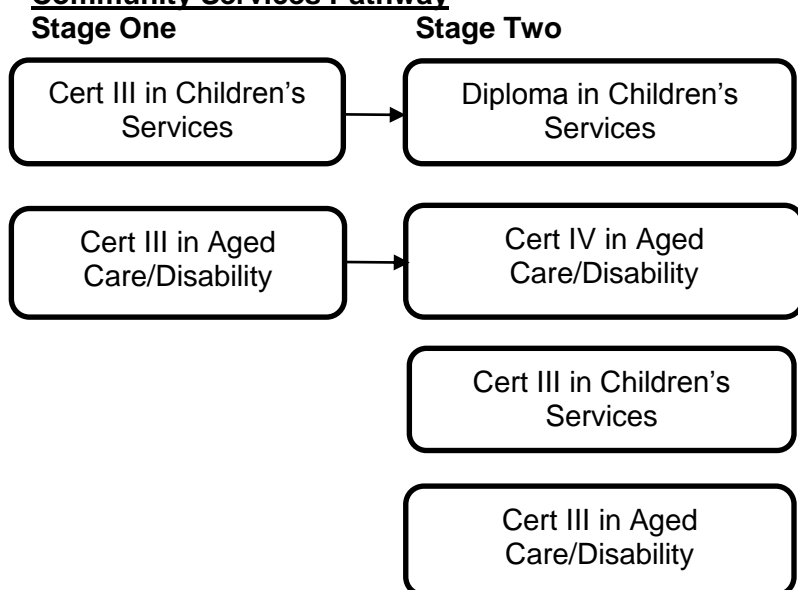 Community Services Pathway
Stage One Stage Two
Cert III in Children's
Services
Diploma in Children's
Services
Cert III in Aged
Care/Disability
Cert IV in Aged
Care/Disability
Cert III in Children's
Services
Cert III in Aged
Care/Disability